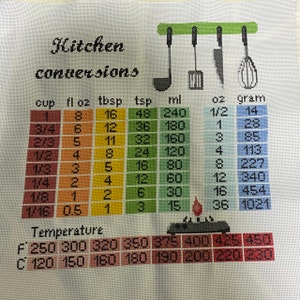 Kitchen
conversions
cup fl oz tbsp tsp ml oz gram
1 8 16 48 240 1/2 14
3/4 6 12 36 180 1 28
2/3 5 11 32 160 3 85
1/2 4 8 24 120 4 113
1/3 3 5 16 80 8 227
1/4 2 4 12 60 12 340
1/8 1 2 6 30 16 454
1/16 0.5 1 3 15 36 1021
Temperature
F° 250 300 320 350 375 400 425 450
C° 120 150 160 180 190 200 220 230